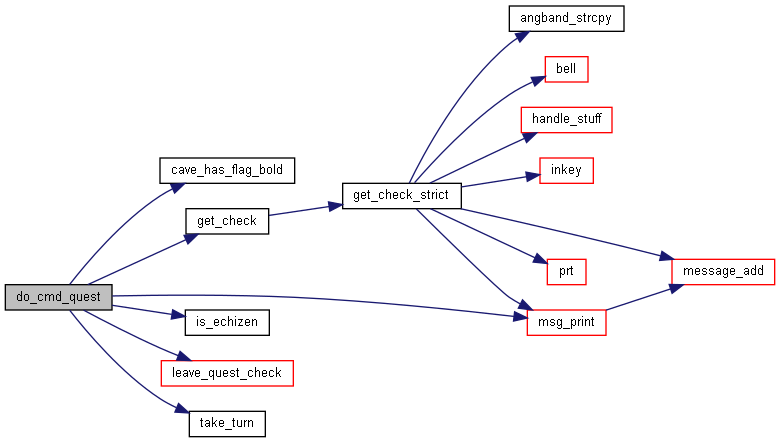 angband_strcpy
bell
handle_stuff
cave_has_flag_bold
inkey
get_check_strict
get_check
prt
message_add
do_cmd_quest
is_echizen
msg_print
leave_quest_check
take_turn